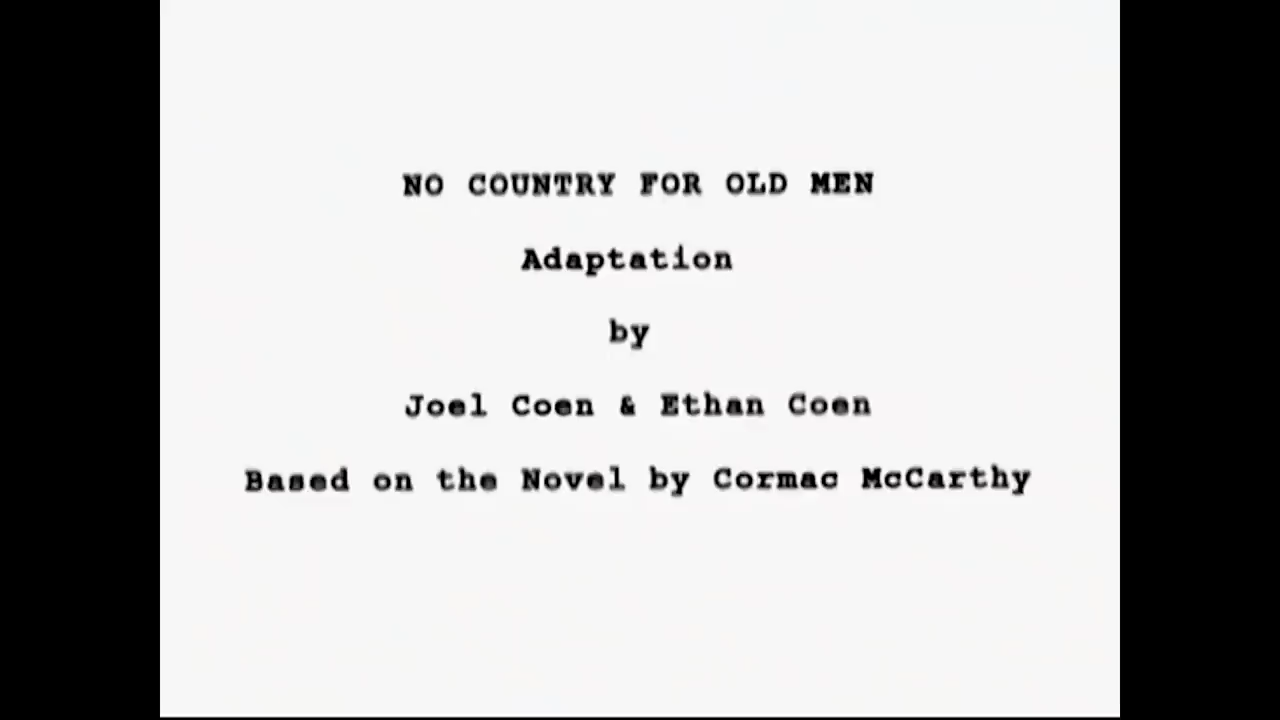 NO COUNTRY FOR OLD MEN
Adaptation
by
Joel Coen & Ethan Coen
Based on the Novel by Cormac McCarthy